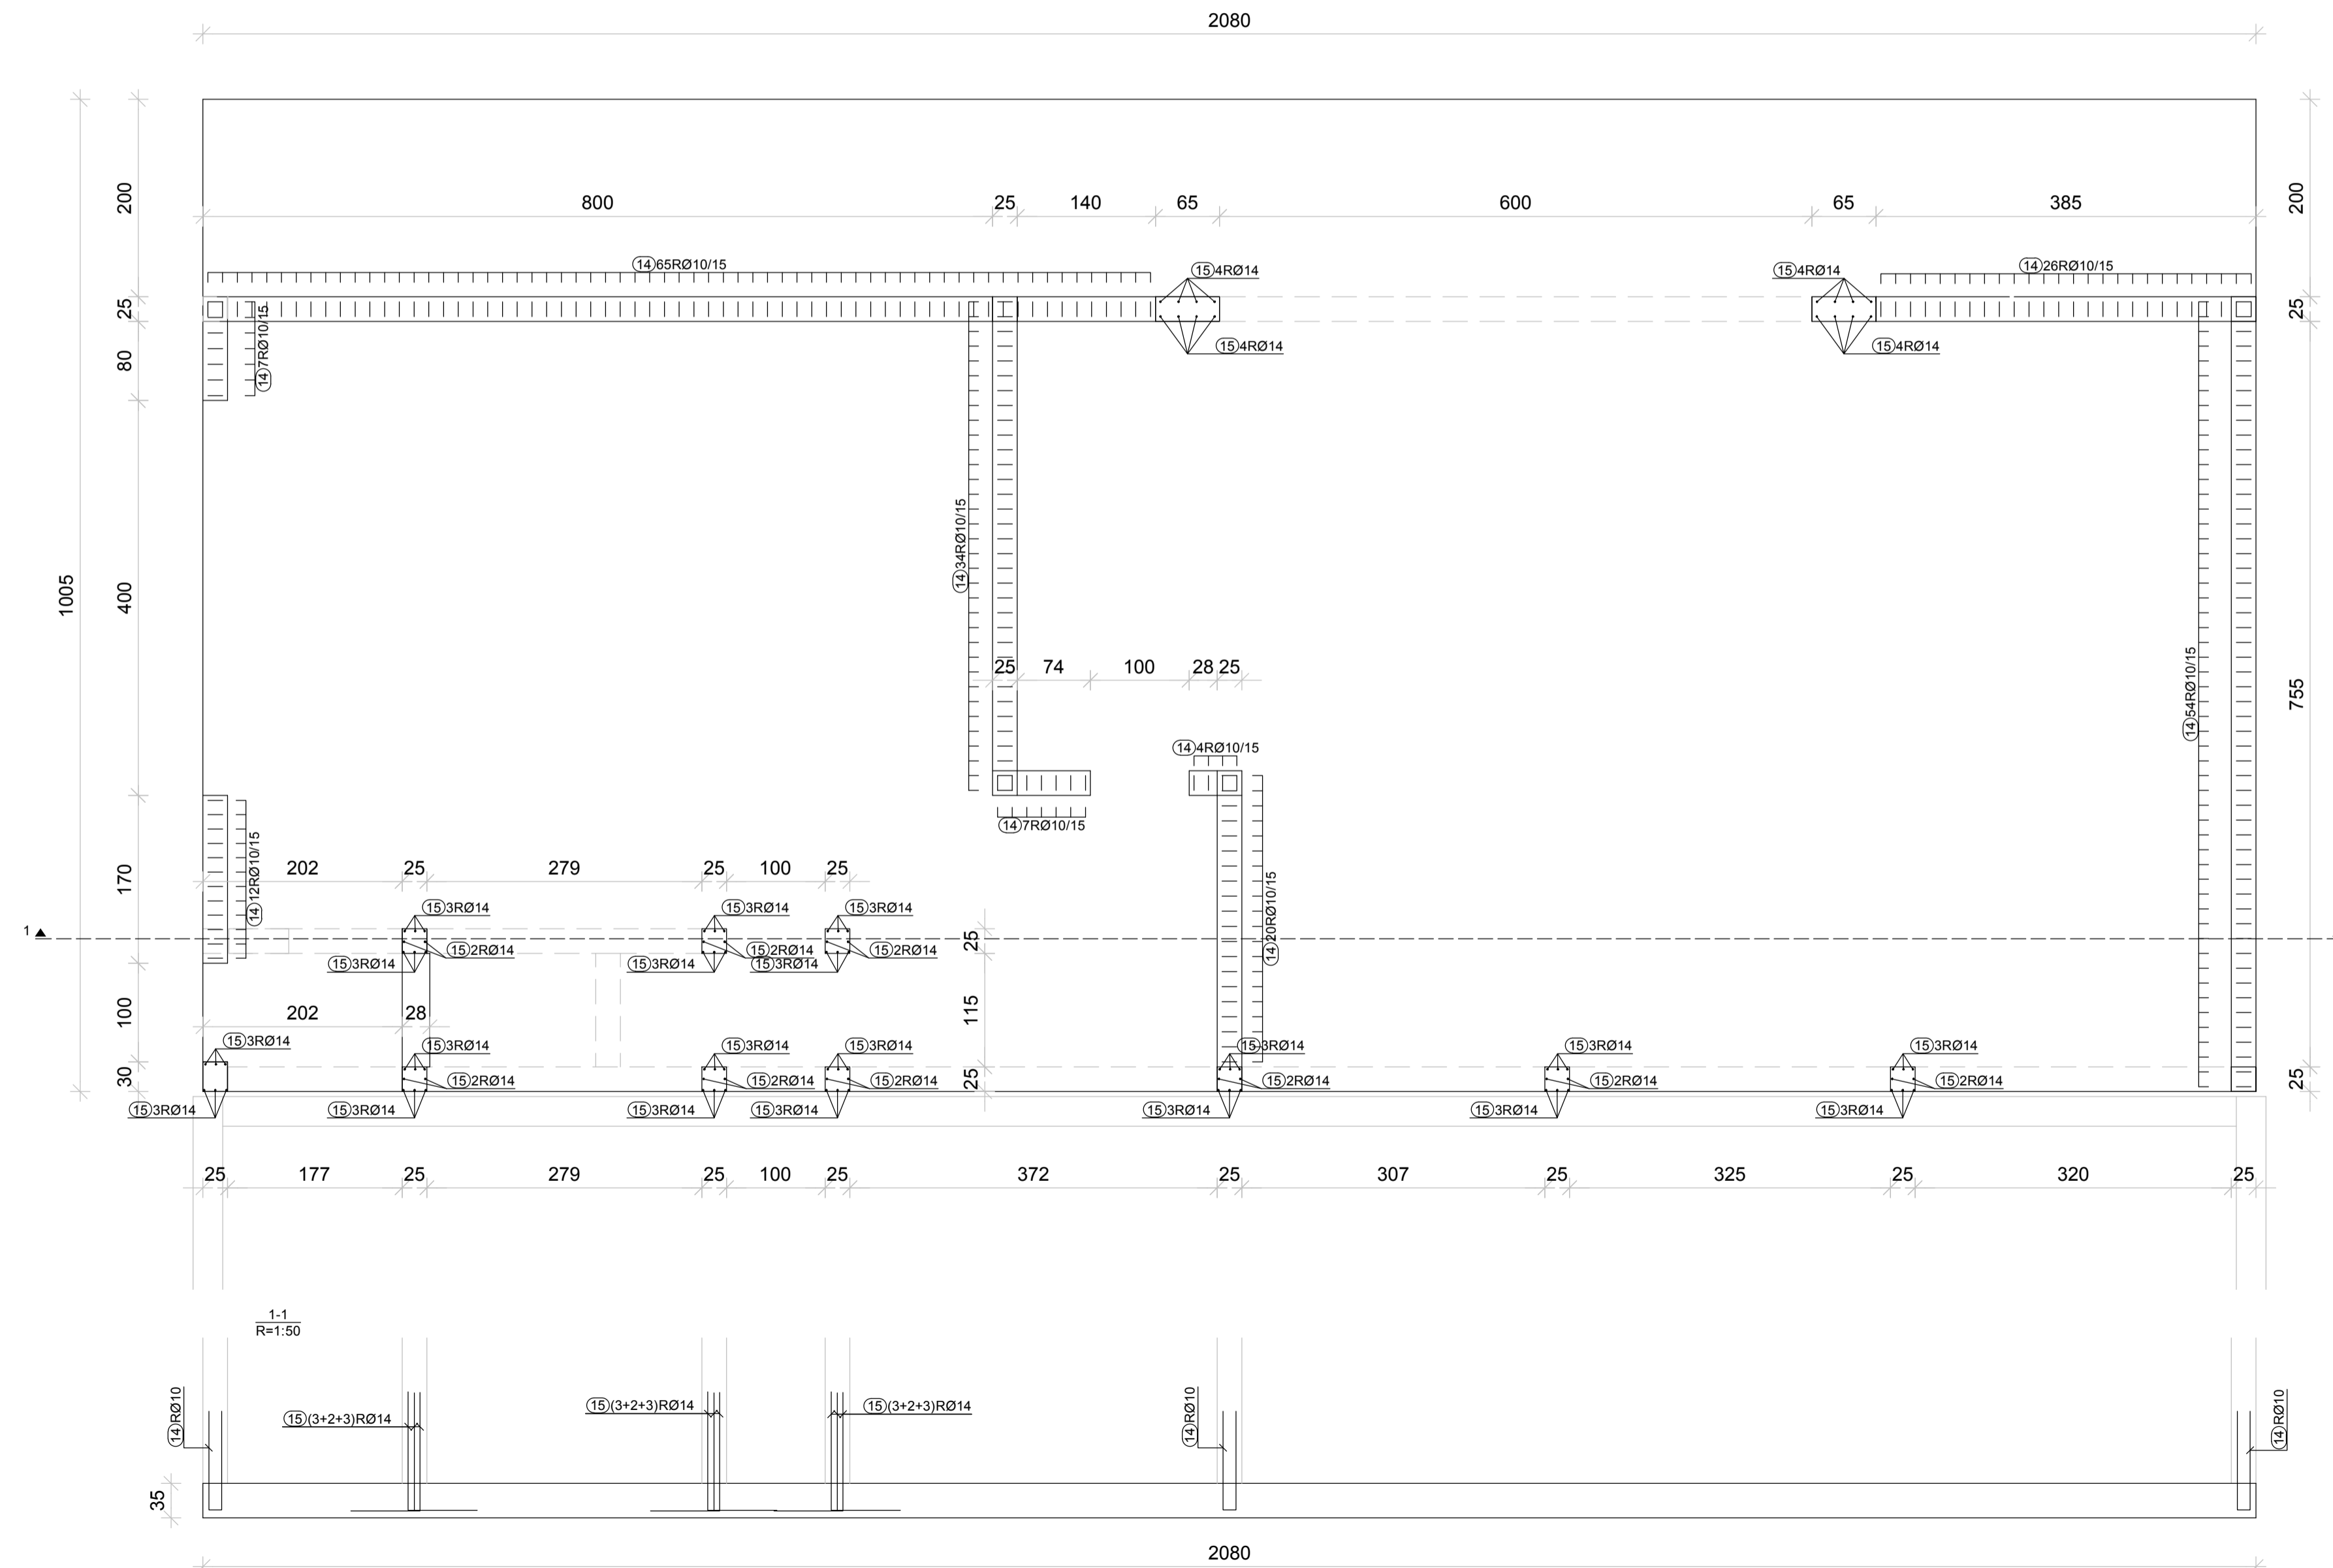 2080
200
200
800
25
140
65
600
65
385
(14)65RØ10/15
(15)4RØ14
(15)4RØ14
(14)26RØ10/15
25
25
(14)7RØ10/15
(15)4RØ14
(15)4RØ14
80
1005
400
(14)34RØ10/15
(14)54RØ10/15
755
25
74
100
28
25
(14)4RØ10/15
(14)7RØ10/15
170
(14)12RØ10/15
202
25
279
25
100
25
(14)20RØ10/15
(15)3RØ14
(15)3RØ14
(15)3RØ14
1
25
(15)2RØ14
(15)2RØ14
(15)2RØ14
(15)3RØ14
(15)3RØ14
(15)3RØ14
100
202
28
115
(15)3RØ14
(15)3RØ14
(15)3RØ14
(15)3RØ14
(15)3RØ14
(15)3RØ14
(15)3RØ14
30
25
25
(15)2RØ14
(15)2RØ14
(15)2RØ14
(15)2RØ14
(15)2RØ14
(15)2RØ14
(15)3RØ14
(15)3RØ14
(15)3RØ14
(15)3RØ14
(15)3RØ14
(15)3RØ14
(15)3RØ14
25
177
25
279
25
100
25
372
25
307
25
325
25
320
25
1-1
R=1:50
(14)RØ10
(15)(3+2+3)RØ14
(15)(3+2+3)RØ14
(15)(3+2+3)RØ14
(14)RØ10
(14)RØ10
35
2080